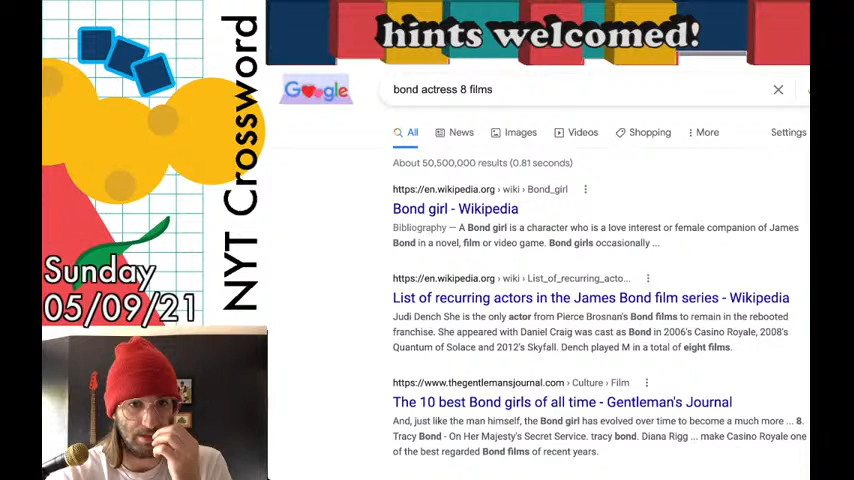 hints welcomed!
NYT Crossword
Sunday
05/09/21
Google
bond actress 8 films
All
News
Images
Videos
Shopping
More
Settings
About 50,500,000 results (0.81 seconds)
https://en.wikipedia.org › wiki › Bond_girl
Bond girl - Wikipedia
Bibliography — A Bond girl is a character who is a love interest or female companion of James
Bond in a novel, film or video game. Bond girls occasionally ...
https://en.wikipedia.org › wiki › List_of_recurring_acto...
List of recurring actors in the James Bond film series - Wikipedia
Judi Dench She is the only actor from Pierce Brosnan's Bond films to remain in the rebooted
franchise. She appeared with Daniel Craig was cast as Bond in 2006's Casino Royale, 2008's
Quantum of Solace and 2012's Skyfall. Dench played M in a total of eight films.
https://www.thegentlemansjournal.com › Culture › Film
The 10 best Bond girls of all time - Gentleman's Journal
And, just like the man himself, the Bond girl has evolved over time to become a much more ... 8.
Tracy Bond - On Her Majesty's Secret Service. tracy bond. Diana Rigg ... make Casino Royale one
of the best regarded Bond films of recent years.